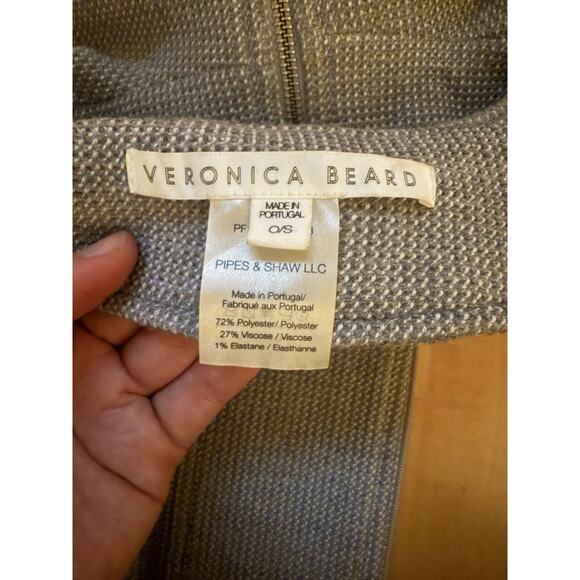 VERONICA BEARD
MADE IN
PORTUGAL
O/S
PIPES & SHAW LLC
Made in Portugal/
Fabriqué aux Portugal
72% Polyester/ Polyester
27% Viscose / Viscose
1% Elastane / Elasthanne